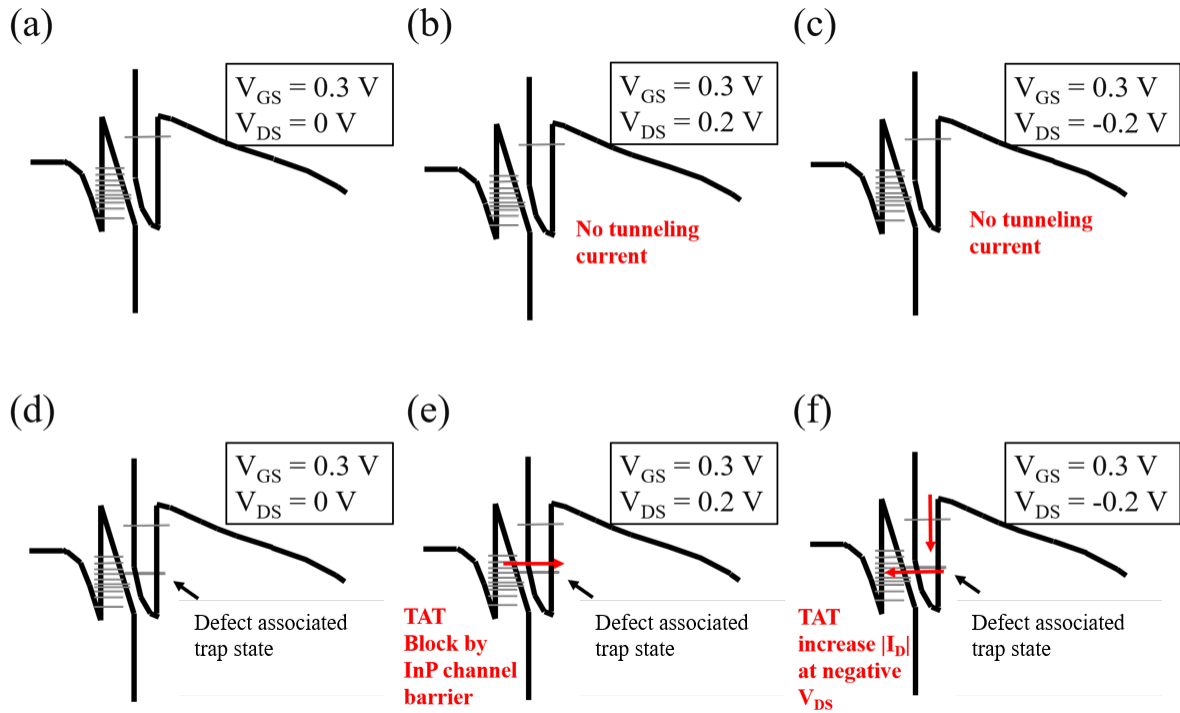 (a)
V_GS = 0.3 V
V_DS = 0 V
(b)
V_GS = 0.3 V
V_DS = 0.2 V
No tunneling
current
(c)
V_GS = 0.3 V
V_DS = -0.2 V
No tunneling
current
(d)
V_GS = 0.3 V
V_DS = 0 V
Defect associated
trap state
(e)
V_GS = 0.3 V
V_DS = 0.2 V
Defect associated
trap state
TAT
Block by
InP channel
barrier
(f)
V_GS = 0.3 V
V_DS = -0.2 V
Defect associated
trap state
TAT
increase |I_D|
at negative
V_DS